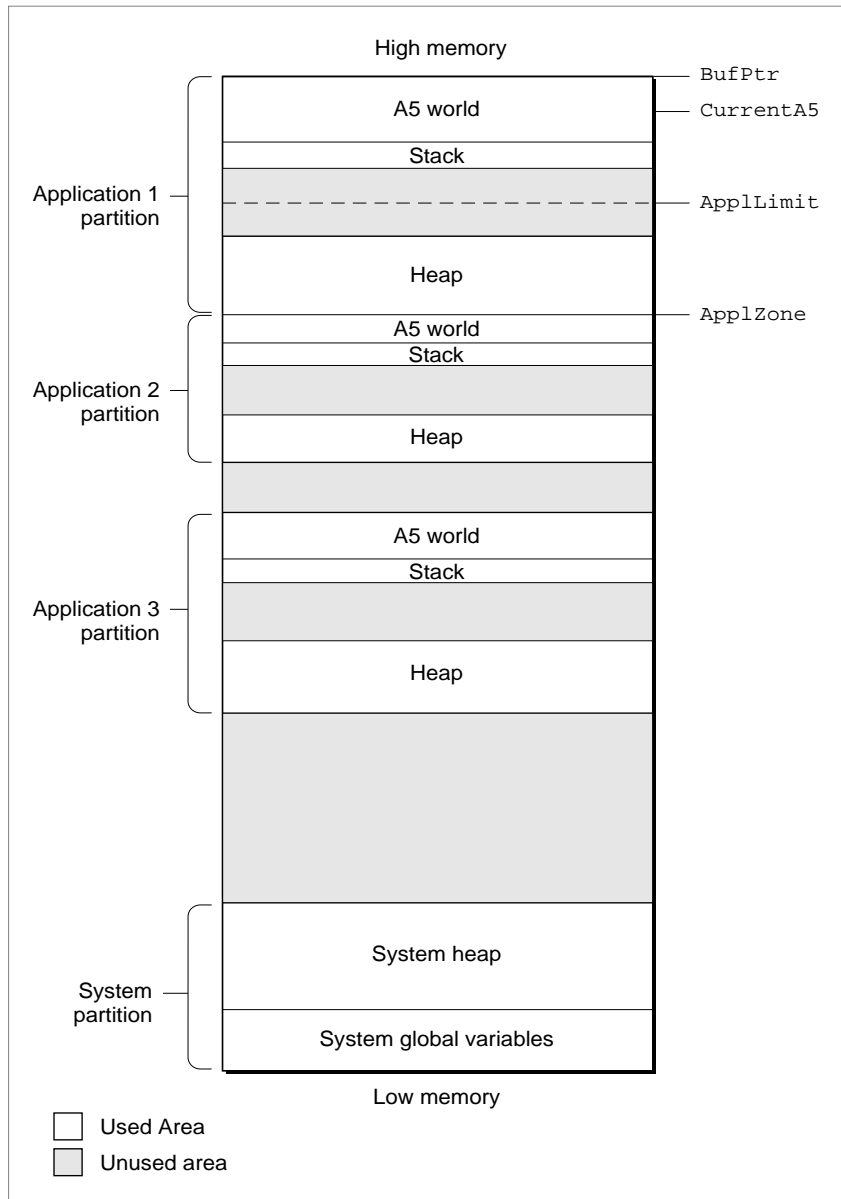 High memory
BufPtr
A5 world
CurrentA5
Stack
Application 1
partition
ApplLimit
Heap
ApplZone
A5 world
Stack
Application 2
partition
Heap
A5 world
Stack
Application 3
partition
Heap
System heap
System
partition
System global variables
Low memory
Used Area
Unused area